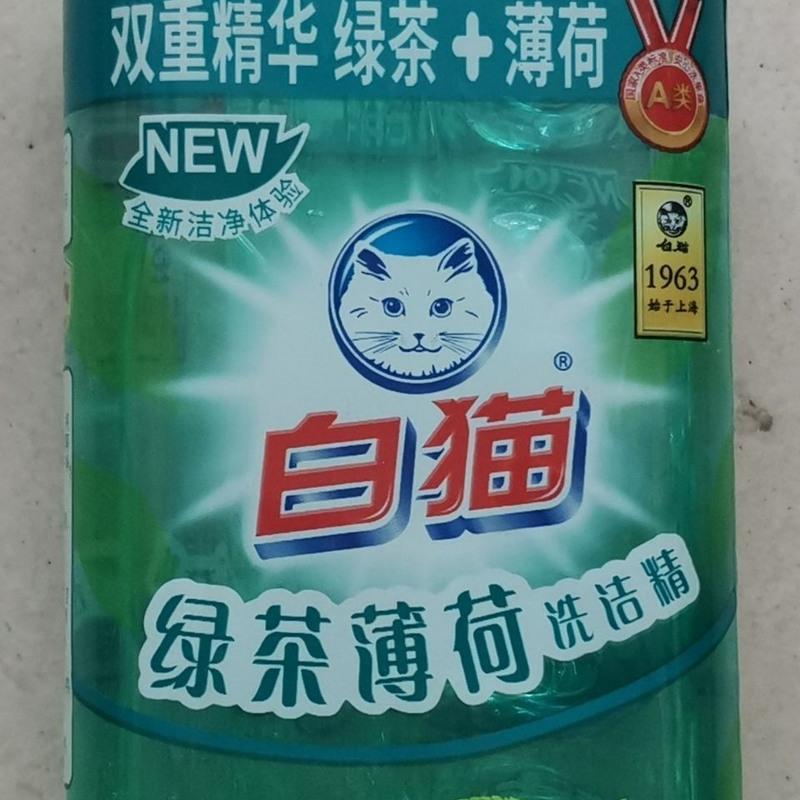 双重精华 绿茶+薄荷
A类
NEW
全新洁净体验
®
白猫
1963
始于上海
®
白猫
绿茶薄荷洗洁精